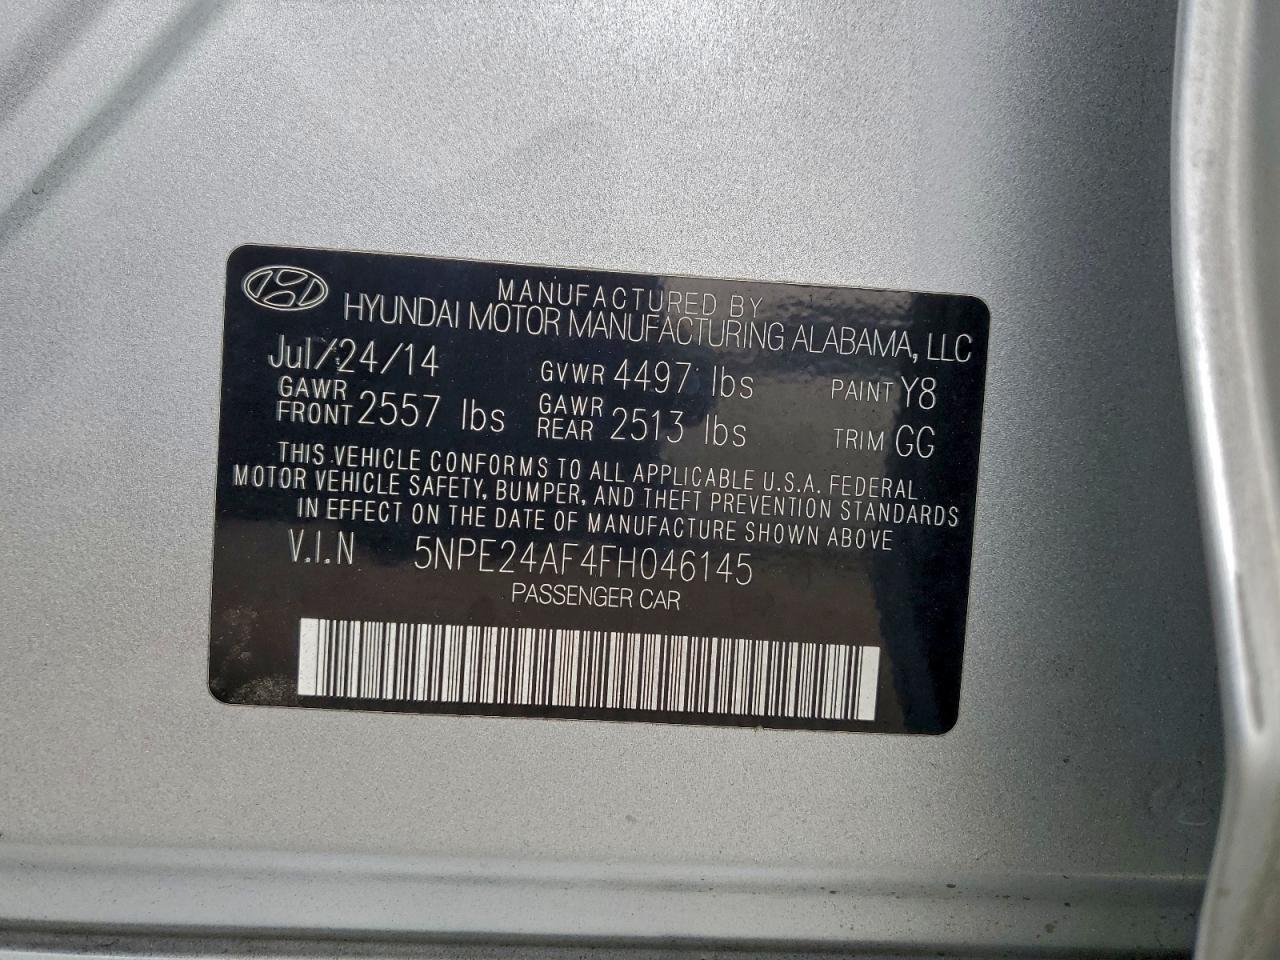 MANUFACTURED BY
HYUNDAI MOTOR MANUFACTURING ALABAMA, LLC
Jul/24/14 GVWR 4497 lbs PAINT Y8
GAWR FRONT 2557 lbs GAWR REAR 2513 lbs TRIM GG
THIS VEHICLE CONFORMS TO ALL APPLICABLE U.S.A. FEDERAL
MOTOR VEHICLE SAFETY, BUMPER, AND THEFT PREVENTION STANDARDS
IN EFFECT ON THE DATE OF MANUFACTURE SHOWN ABOVE
V.I.N 5NPE24AF4FH046145
PASSENGER CAR